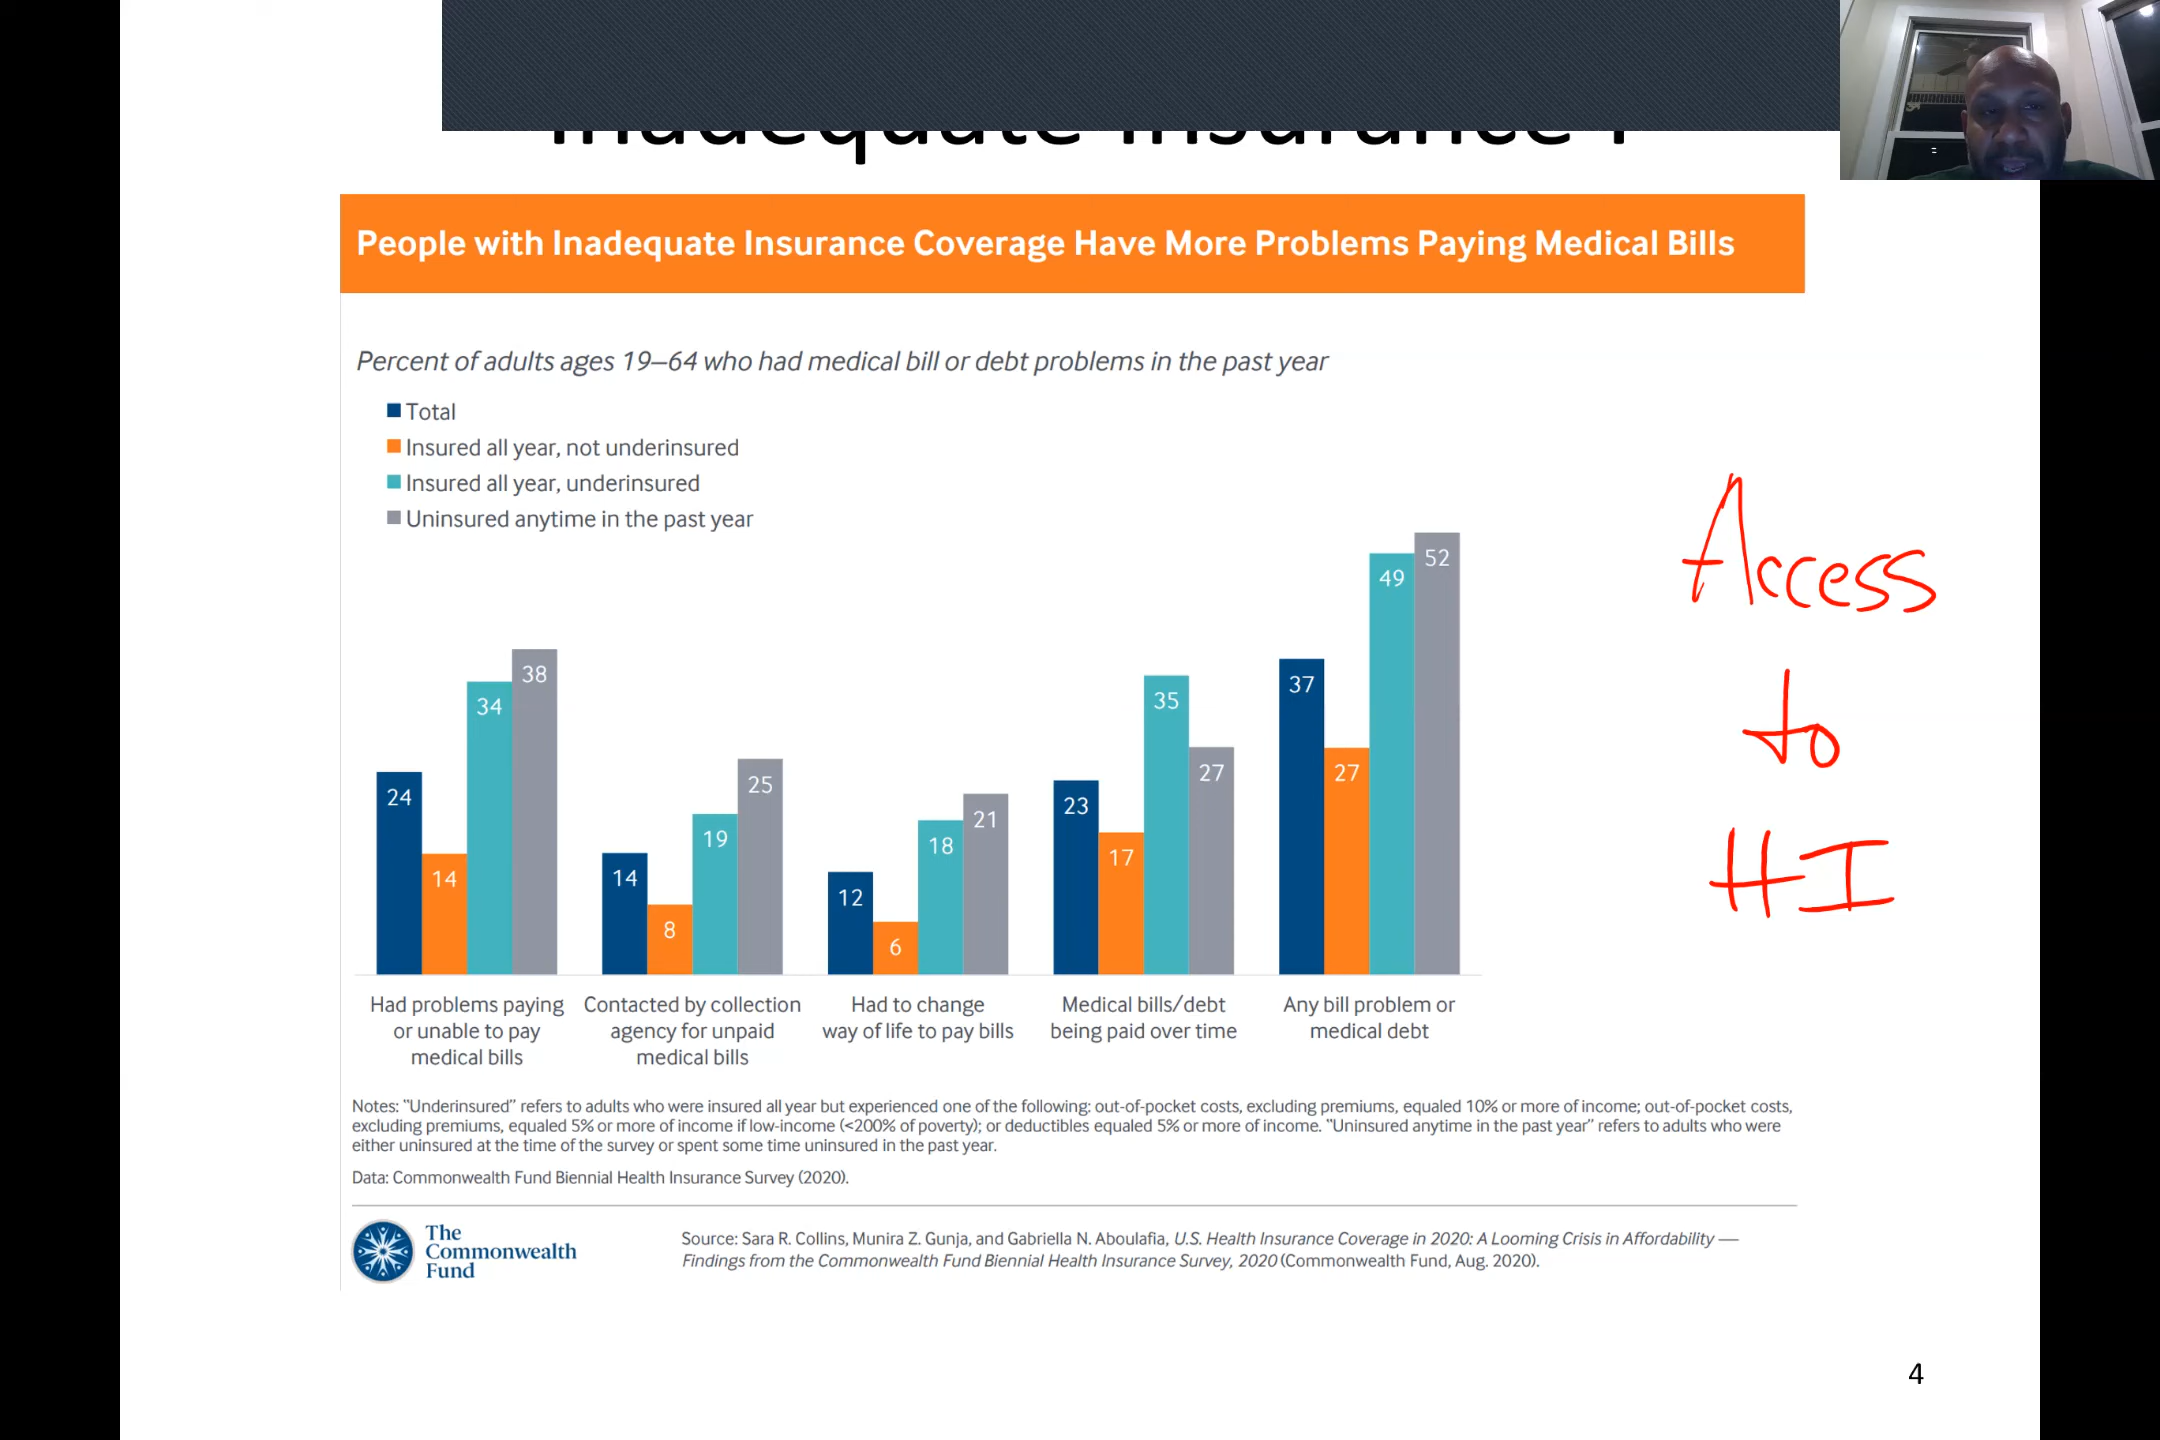 Inadequate Insurance I
People with Inadequate Insurance Coverage Have More Problems Paying Medical Bills
Percent of adults ages 19–64 who had medical bill or debt problems in the past year
Total
Insured all year, not underinsured
Insured all year, underinsured
Uninsured anytime in the past year
24
14
34
38
14
8
19
25
12
6
18
21
23
17
35
27
37
27
49
52
Had problems paying
or unable to pay
medical bills
Contacted by collection
agency for unpaid
medical bills
Had to change
way of life to pay bills
Medical bills/debt
being paid over time
Any bill problem or
medical debt
Access
to
HI
Notes: "Underinsured" refers to adults who were insured all year but experienced one of the following: out-of-pocket costs, excluding premiums, equaled 10% or more of income; out-of-pocket costs,
excluding premiums, equaled 5% or more of income if low-income (<200% of poverty); or deductibles equaled 5% or more of income. "Uninsured anytime in the past year" refers to adults who were
either uninsured at the time of the survey or spent some time uninsured in the past year.
Data: Commonwealth Fund Biennial Health Insurance Survey (2020).
The
Commonwealth
Fund
Source: Sara R. Collins, Munira Z. Gunja, and Gabriella N. Aboulafia, U.S. Health Insurance Coverage in 2020: A Looming Crisis in Affordability —
Findings from the Commonwealth Fund Biennial Health Insurance Survey, 2020 (Commonwealth Fund, Aug. 2020).
4